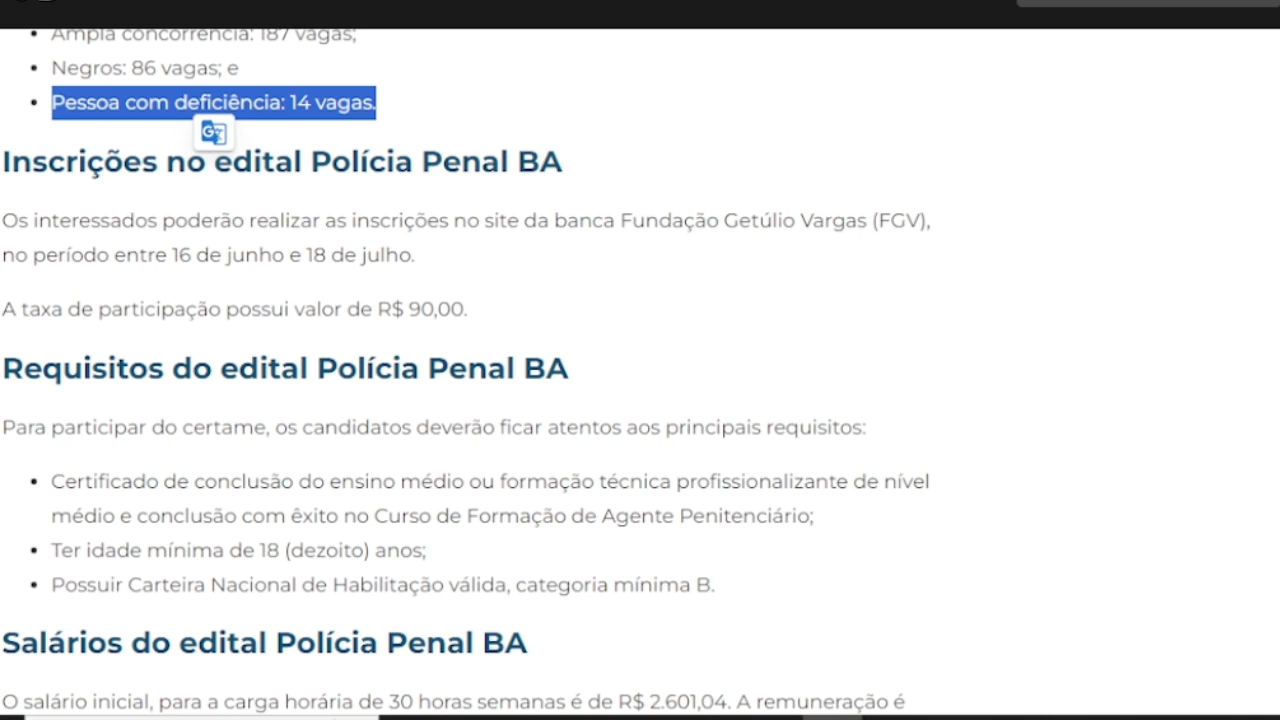 Ampla concorrência: 187 vagas;
Negros: 86 vagas; e
Pessoa com deficiência: 14 vagas.
Inscrições no edital Polícia Penal BA
Os interessados poderão realizar as inscrições no site da banca Fundação Getúlio Vargas (FGV),
no período entre 16 de junho e 18 de julho.
A taxa de participação possui valor de R$ 90,00.
Requisitos do edital Polícia Penal BA
Para participar do certame, os candidatos deverão ficar atentos aos principais requisitos:
Certificado de conclusão do ensino médio ou formação técnica profissionalizante de nível
médio e conclusão com êxito no Curso de Formação de Agente Penitenciário;
Ter idade mínima de 18 (dezoito) anos;
Possuir Carteira Nacional de Habilitação válida, categoria mínima B.
Salários do edital Polícia Penal BA
O salário inicial, para a carga horária de 30 horas semanas é de R$ 2.601,04. A remuneração é